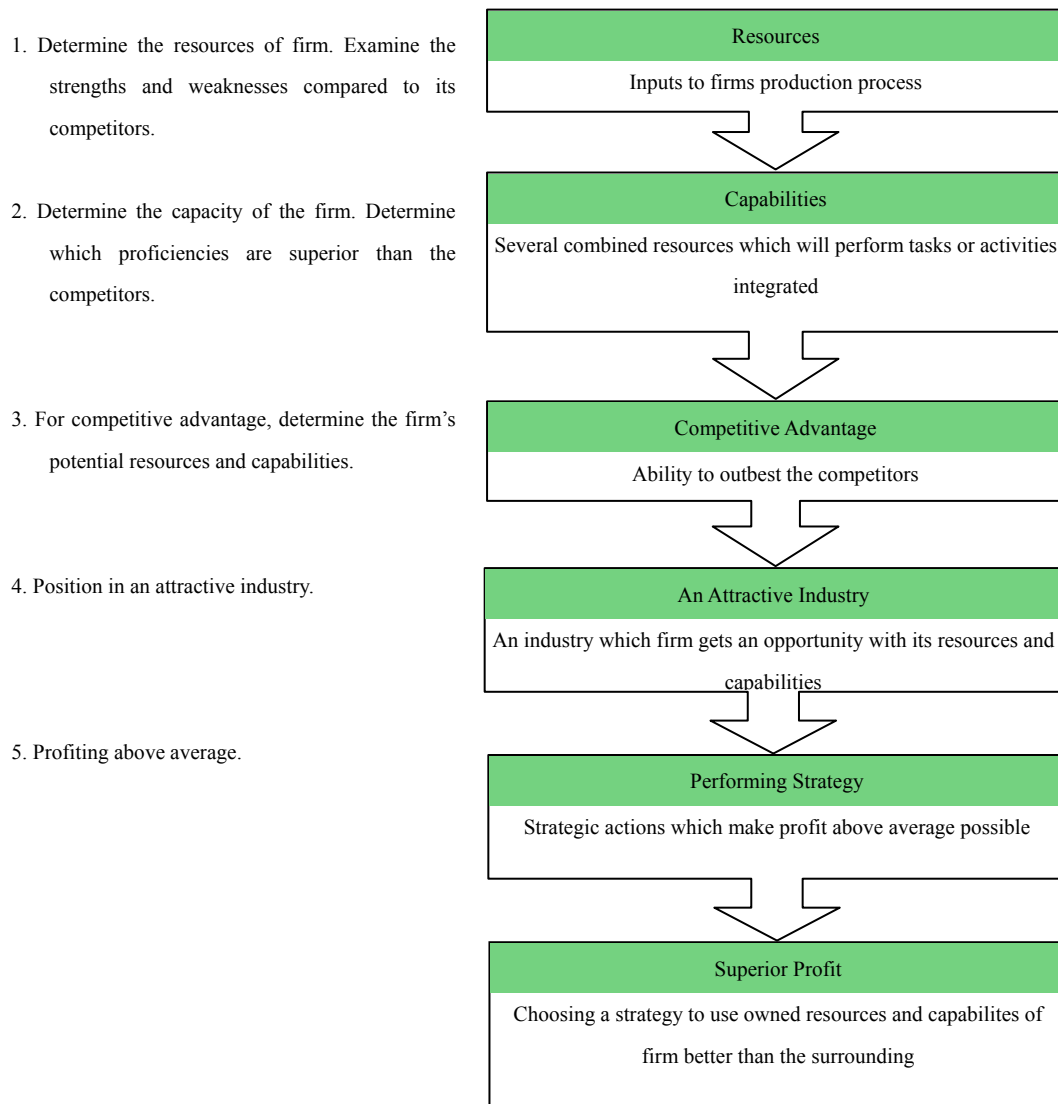 1. Determine the resources of firm. Examine the
strengths and weaknesses compared to its
competitors.
Resources
Inputs to firms production process
2. Determine the capacity of the firm. Determine
which proficiencies are superior than the
competitors.
Capabilities
Several combined resources which will perform tasks or activities
integrated
3. For competitive advantage, determine the firm’s
potential resources and capabilities.
Competitive Advantage
Ability to outbest the competitors
4. Position in an attractive industry.
An Attractive Industry
An industry which firm gets an opportunity with its resources and
capabilities
5. Profiting above average.
Performing Strategy
Strategic actions which make profit above average possible
Superior Profit
Choosing a strategy to use owned resources and capabilites of
firm better than the surrounding